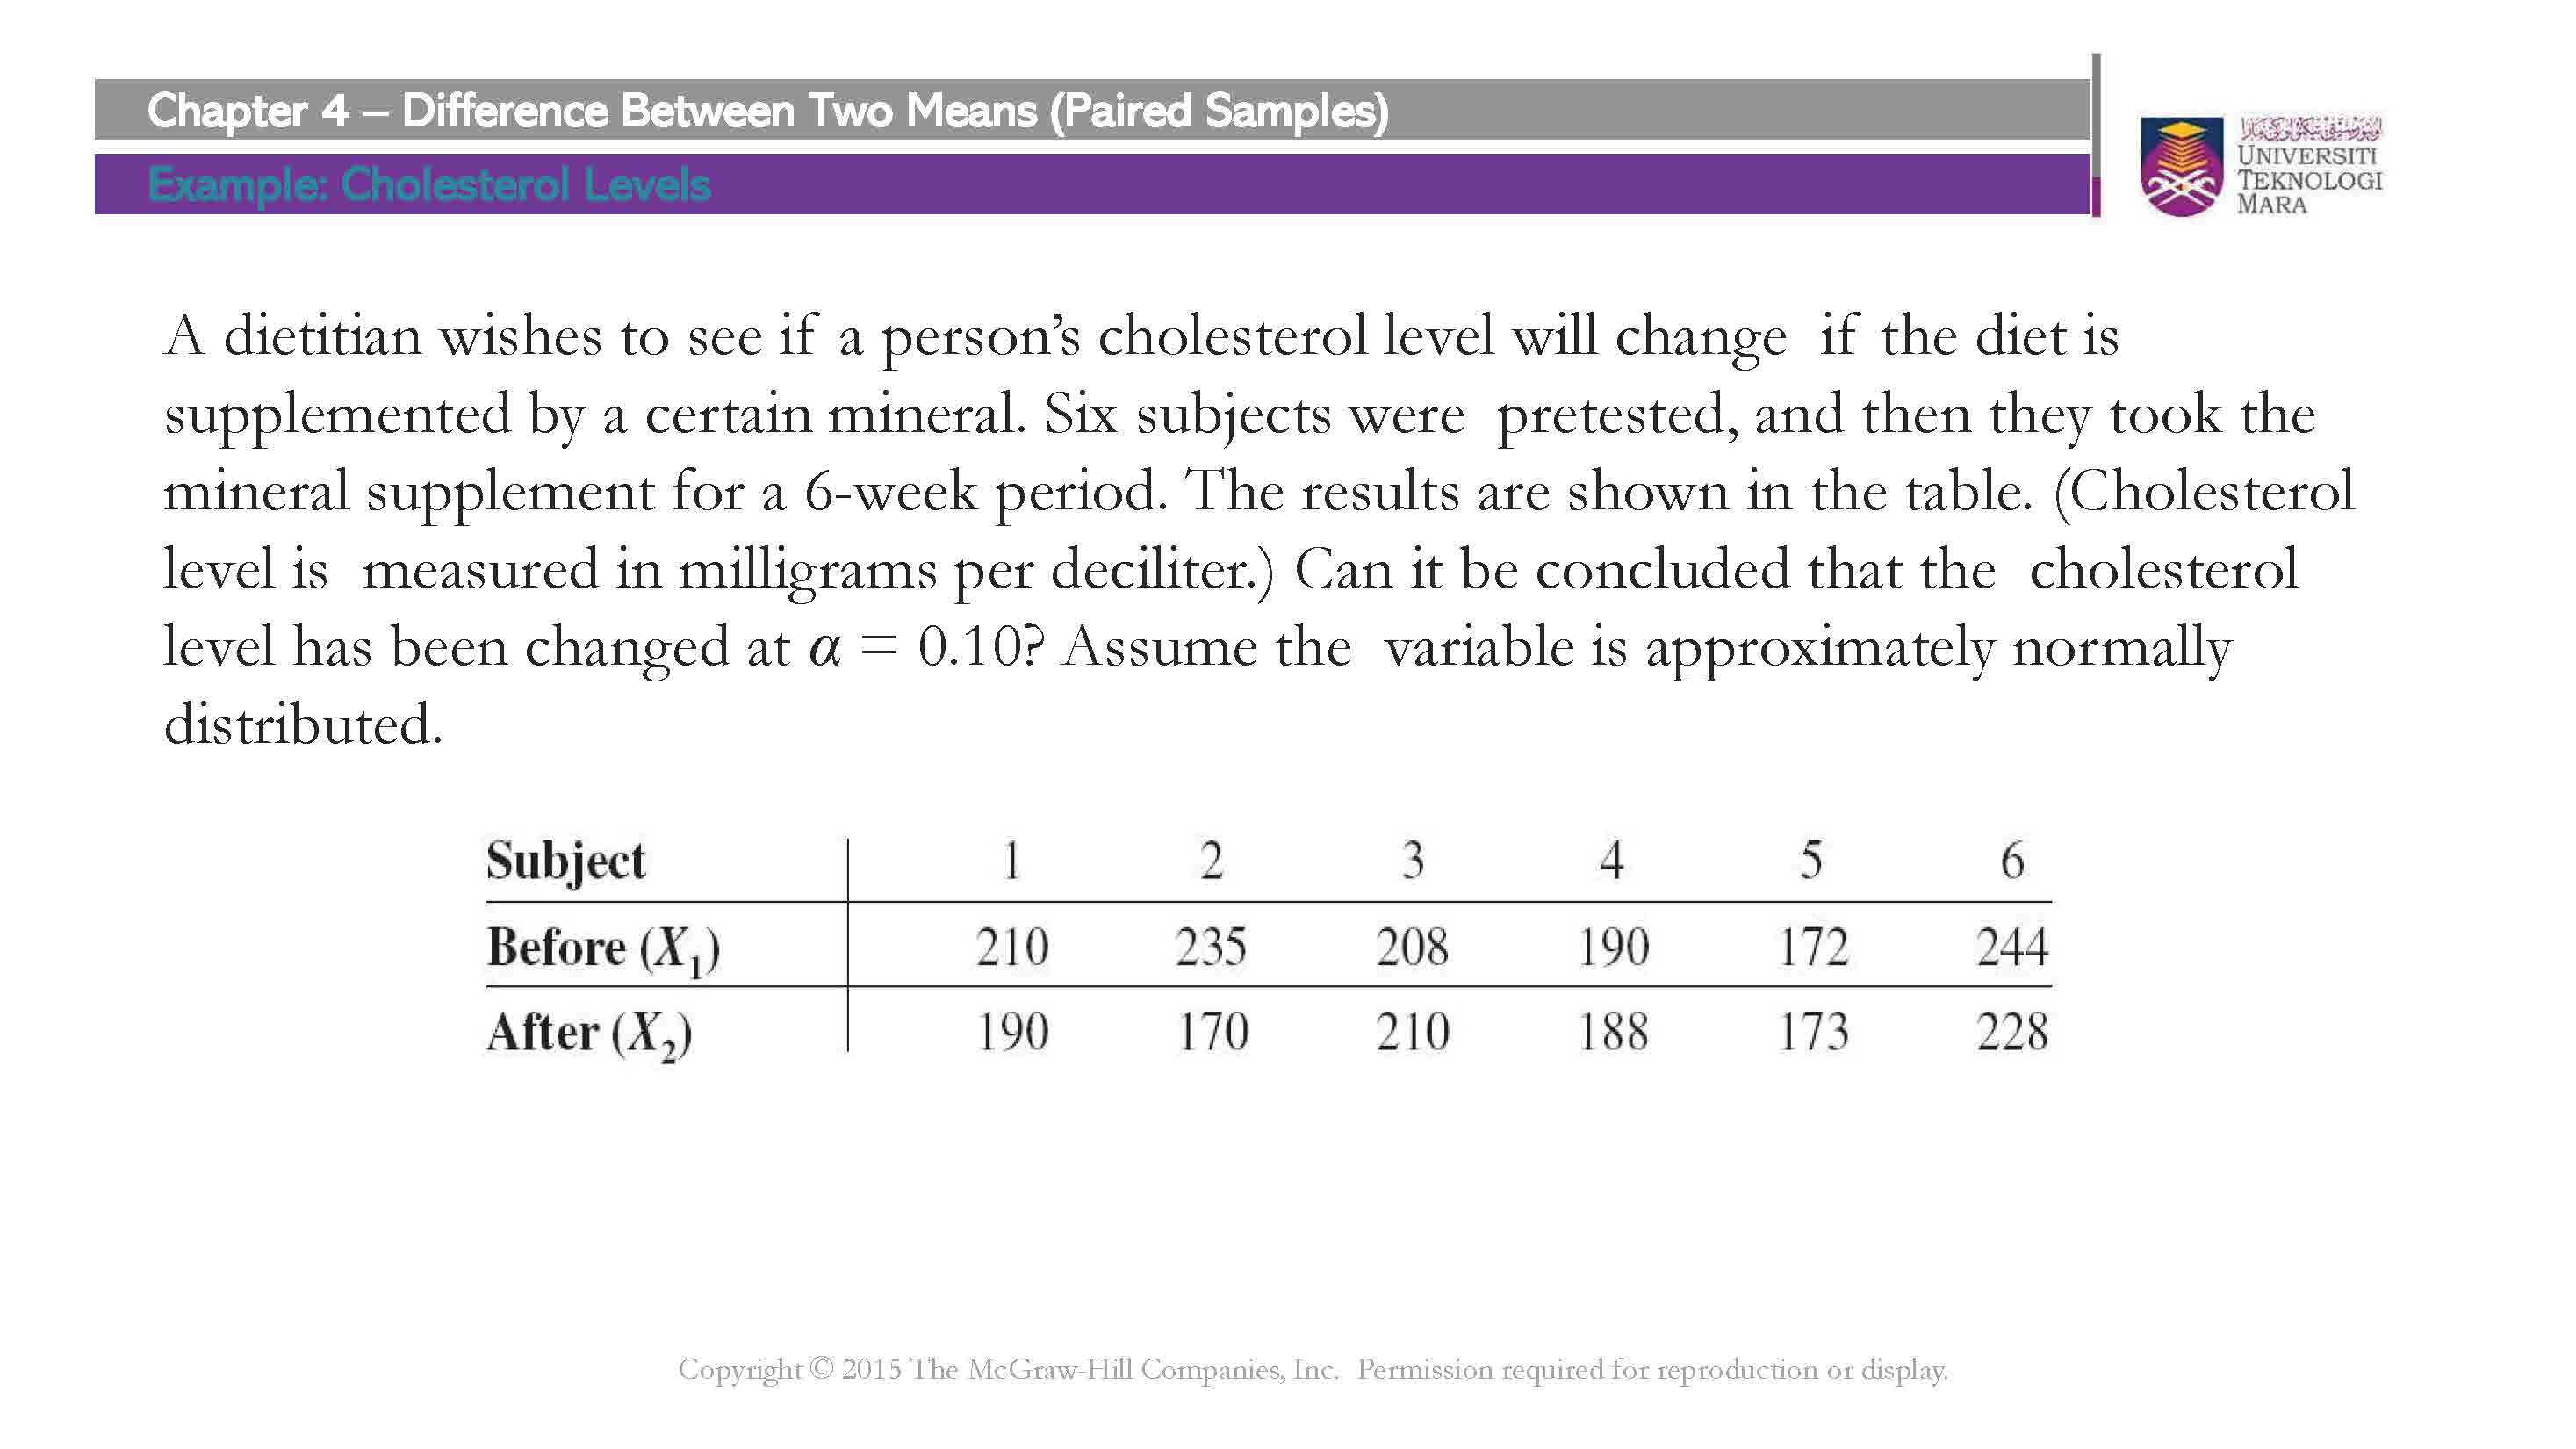 Chapter 4 – Difference Between Two Means (Paired Samples)
Example: Cholesterol Levels
UNIVERSITI
TEKNOLOGI
MARA
A dietitian wishes to see if a person’s cholesterol level will change if the diet is
supplemented by a certain mineral. Six subjects were pretested, and then they took the
mineral supplement for a 6-week period. The results are shown in the table. (Cholesterol
level is measured in milligrams per deciliter.) Can it be concluded that the cholesterol
level has been changed at α = 0.10? Assume the variable is approximately normally
distributed.
Subject 1 2 3 4 5 6
Before (X₁) 210 235 208 190 172 244
After (X₂) 190 170 210 188 173 228
Copyright © 2015 The McGraw-Hill Companies, Inc. Permission required for reproduction or display.